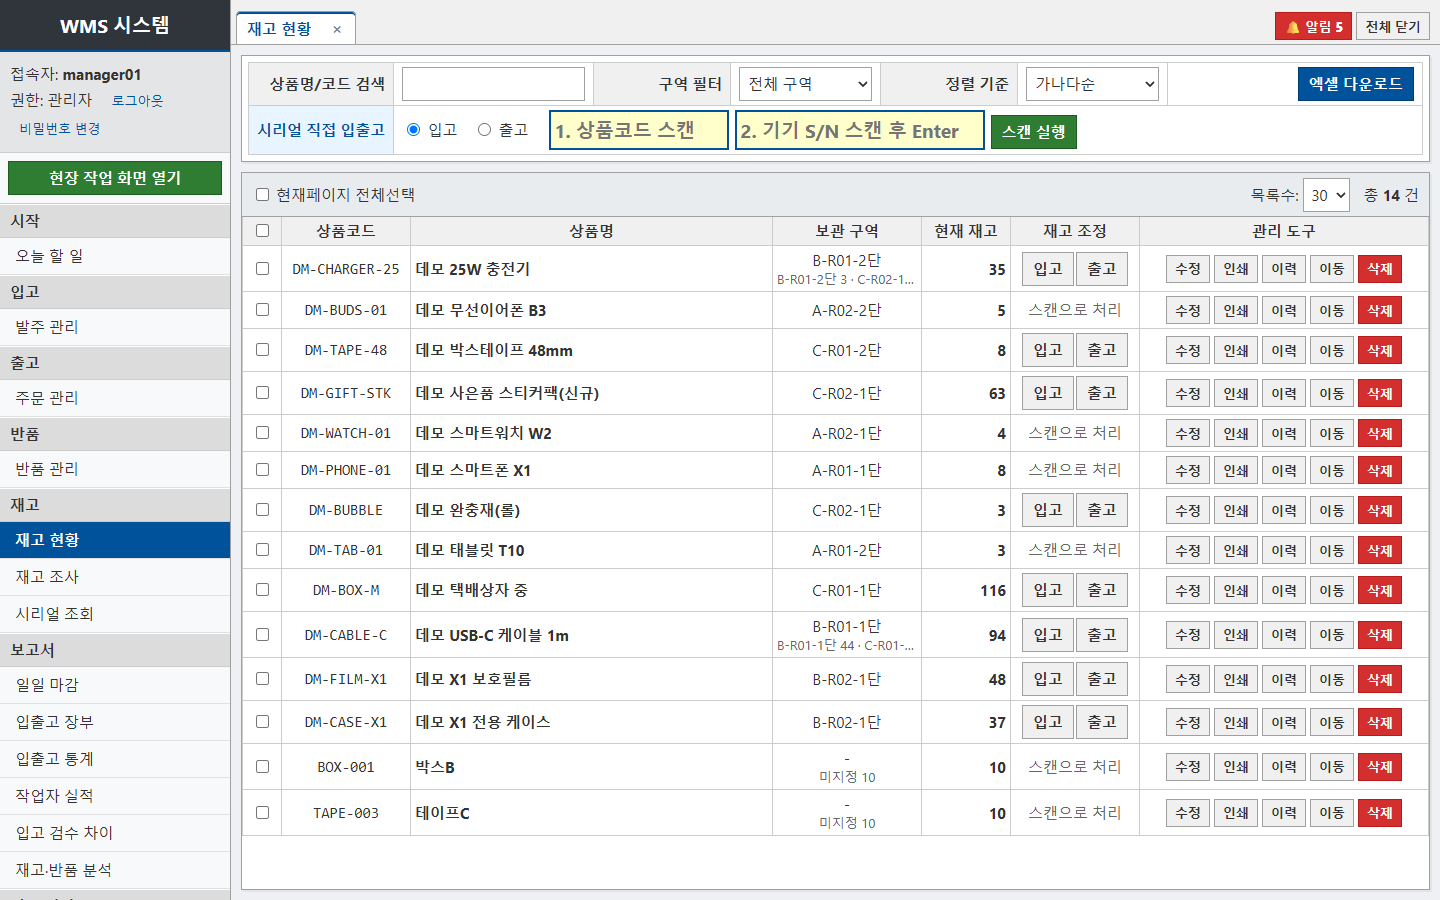 WMS 시스템
접속자: manager01
권한: 관리자 로그아웃
비밀번호 변경
현장 작업 화면 열기
시작
오늘 할 일
입고
발주 관리
출고
주문 관리
반품
반품 관리
재고
재고 현황
재고 조사
시리얼 조회
보고서
일일 마감
입출고 장부
입출고 통계
작업자 실적
입고 검수 차이
재고·반품 분석
재고 현황 ×
🔔 알림 5 전체 닫기
상품명/코드 검색 구역 필터 전체 구역 정렬 기준 가나다순 엑셀 다운로드
시리얼 직접 입출고 입고 출고 1. 상품코드 스캔 2. 기기 S/N 스캔 후 Enter 스캔 실행
현재페이지 전체선택 목록수: 30 총 14 건
상품코드 상품명 보관 구역 현재 재고 재고 조정 관리 도구
DM-CHARGER-25 데모 25W 충전기 B-R01-2단 35 입고 출고 수정 인쇄 이력 이동 삭제
B-R01-2단 3 · C-R02-1...
DM-BUDS-01 데모 무선이어폰 B3 A-R02-2단 5 스캔으로 처리 수정 인쇄 이력 이동 삭제
DM-TAPE-48 데모 박스테이프 48mm C-R01-2단 8 입고 출고 수정 인쇄 이력 이동 삭제
DM-GIFT-STK 데모 사은품 스티커팩(신규) C-R02-1단 63 입고 출고 수정 인쇄 이력 이동 삭제
DM-WATCH-01 데모 스마트워치 W2 A-R02-1단 4 스캔으로 처리 수정 인쇄 이력 이동 삭제
DM-PHONE-01 데모 스마트폰 X1 A-R01-1단 8 스캔으로 처리 수정 인쇄 이력 이동 삭제
DM-BUBBLE 데모 완충재(롤) C-R02-1단 3 입고 출고 수정 인쇄 이력 이동 삭제
DM-TAB-01 데모 태블릿 T10 A-R01-2단 3 스캔으로 처리 수정 인쇄 이력 이동 삭제
DM-BOX-M 데모 택배상자 중 C-R01-1단 116 입고 출고 수정 인쇄 이력 이동 삭제
DM-CABLE-C 데모 USB-C 케이블 1m B-R01-1단 94 입고 출고 수정 인쇄 이력 이동 삭제
B-R01-1단 44 · C-R01-...
DM-FILM-X1 데모 X1 보호필름 B-R02-1단 48 입고 출고 수정 인쇄 이력 이동 삭제
DM-CASE-X1 데모 X1 전용 케이스 B-R02-1단 37 입고 출고 수정 인쇄 이력 이동 삭제
BOX-001 박스B - 10 스캔으로 처리 수정 인쇄 이력 이동 삭제
미지정 10
TAPE-003 테이프C - 10 스캔으로 처리 수정 인쇄 이력 이동 삭제
미지정 10